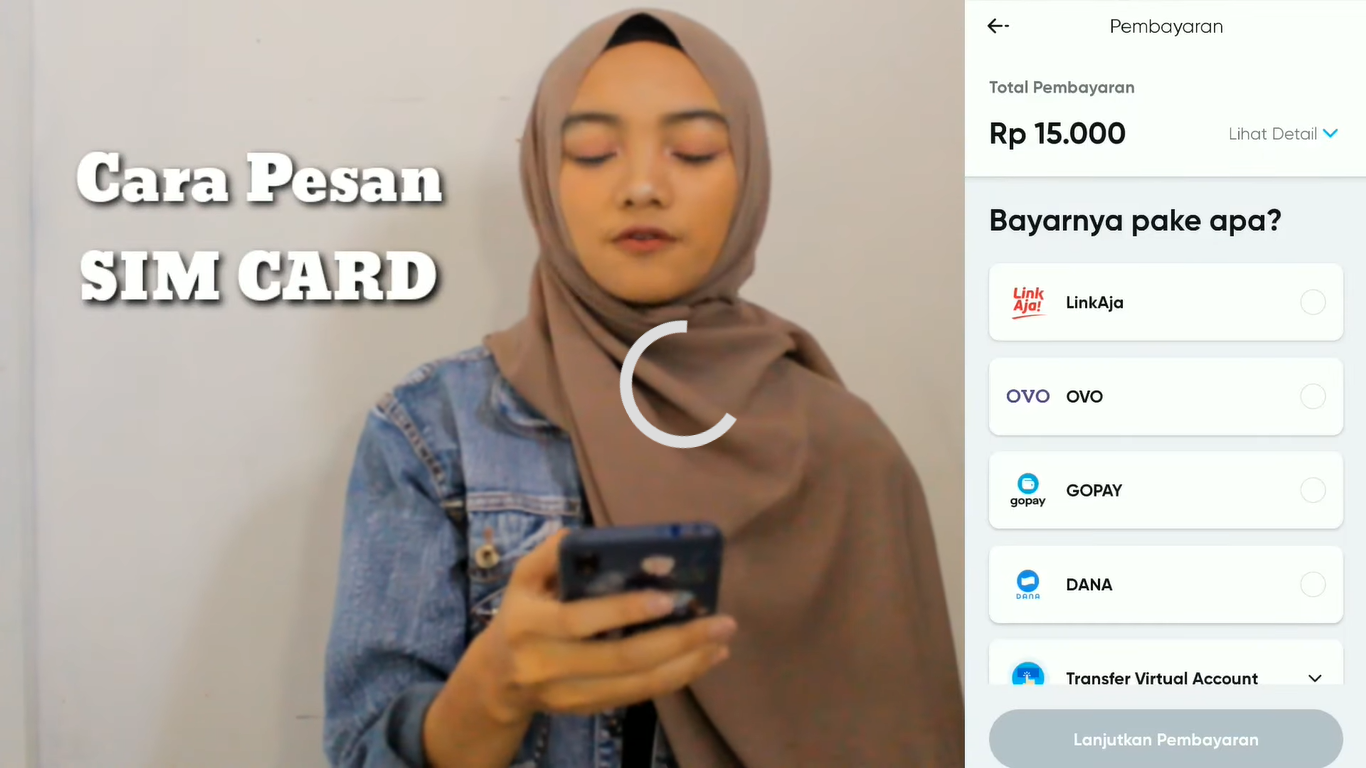 Cara Pesan
SIM CARD
Pembayaran
Total Pembayaran
Rp 15.000
Lihat Detail
Bayarnya pake apa?
Link
Aja!
LinkAja
OVO
OVO
gopay
GOPAY
DANA
DANA
Transfer Virtual Account
Lanjutkan Pembayaran